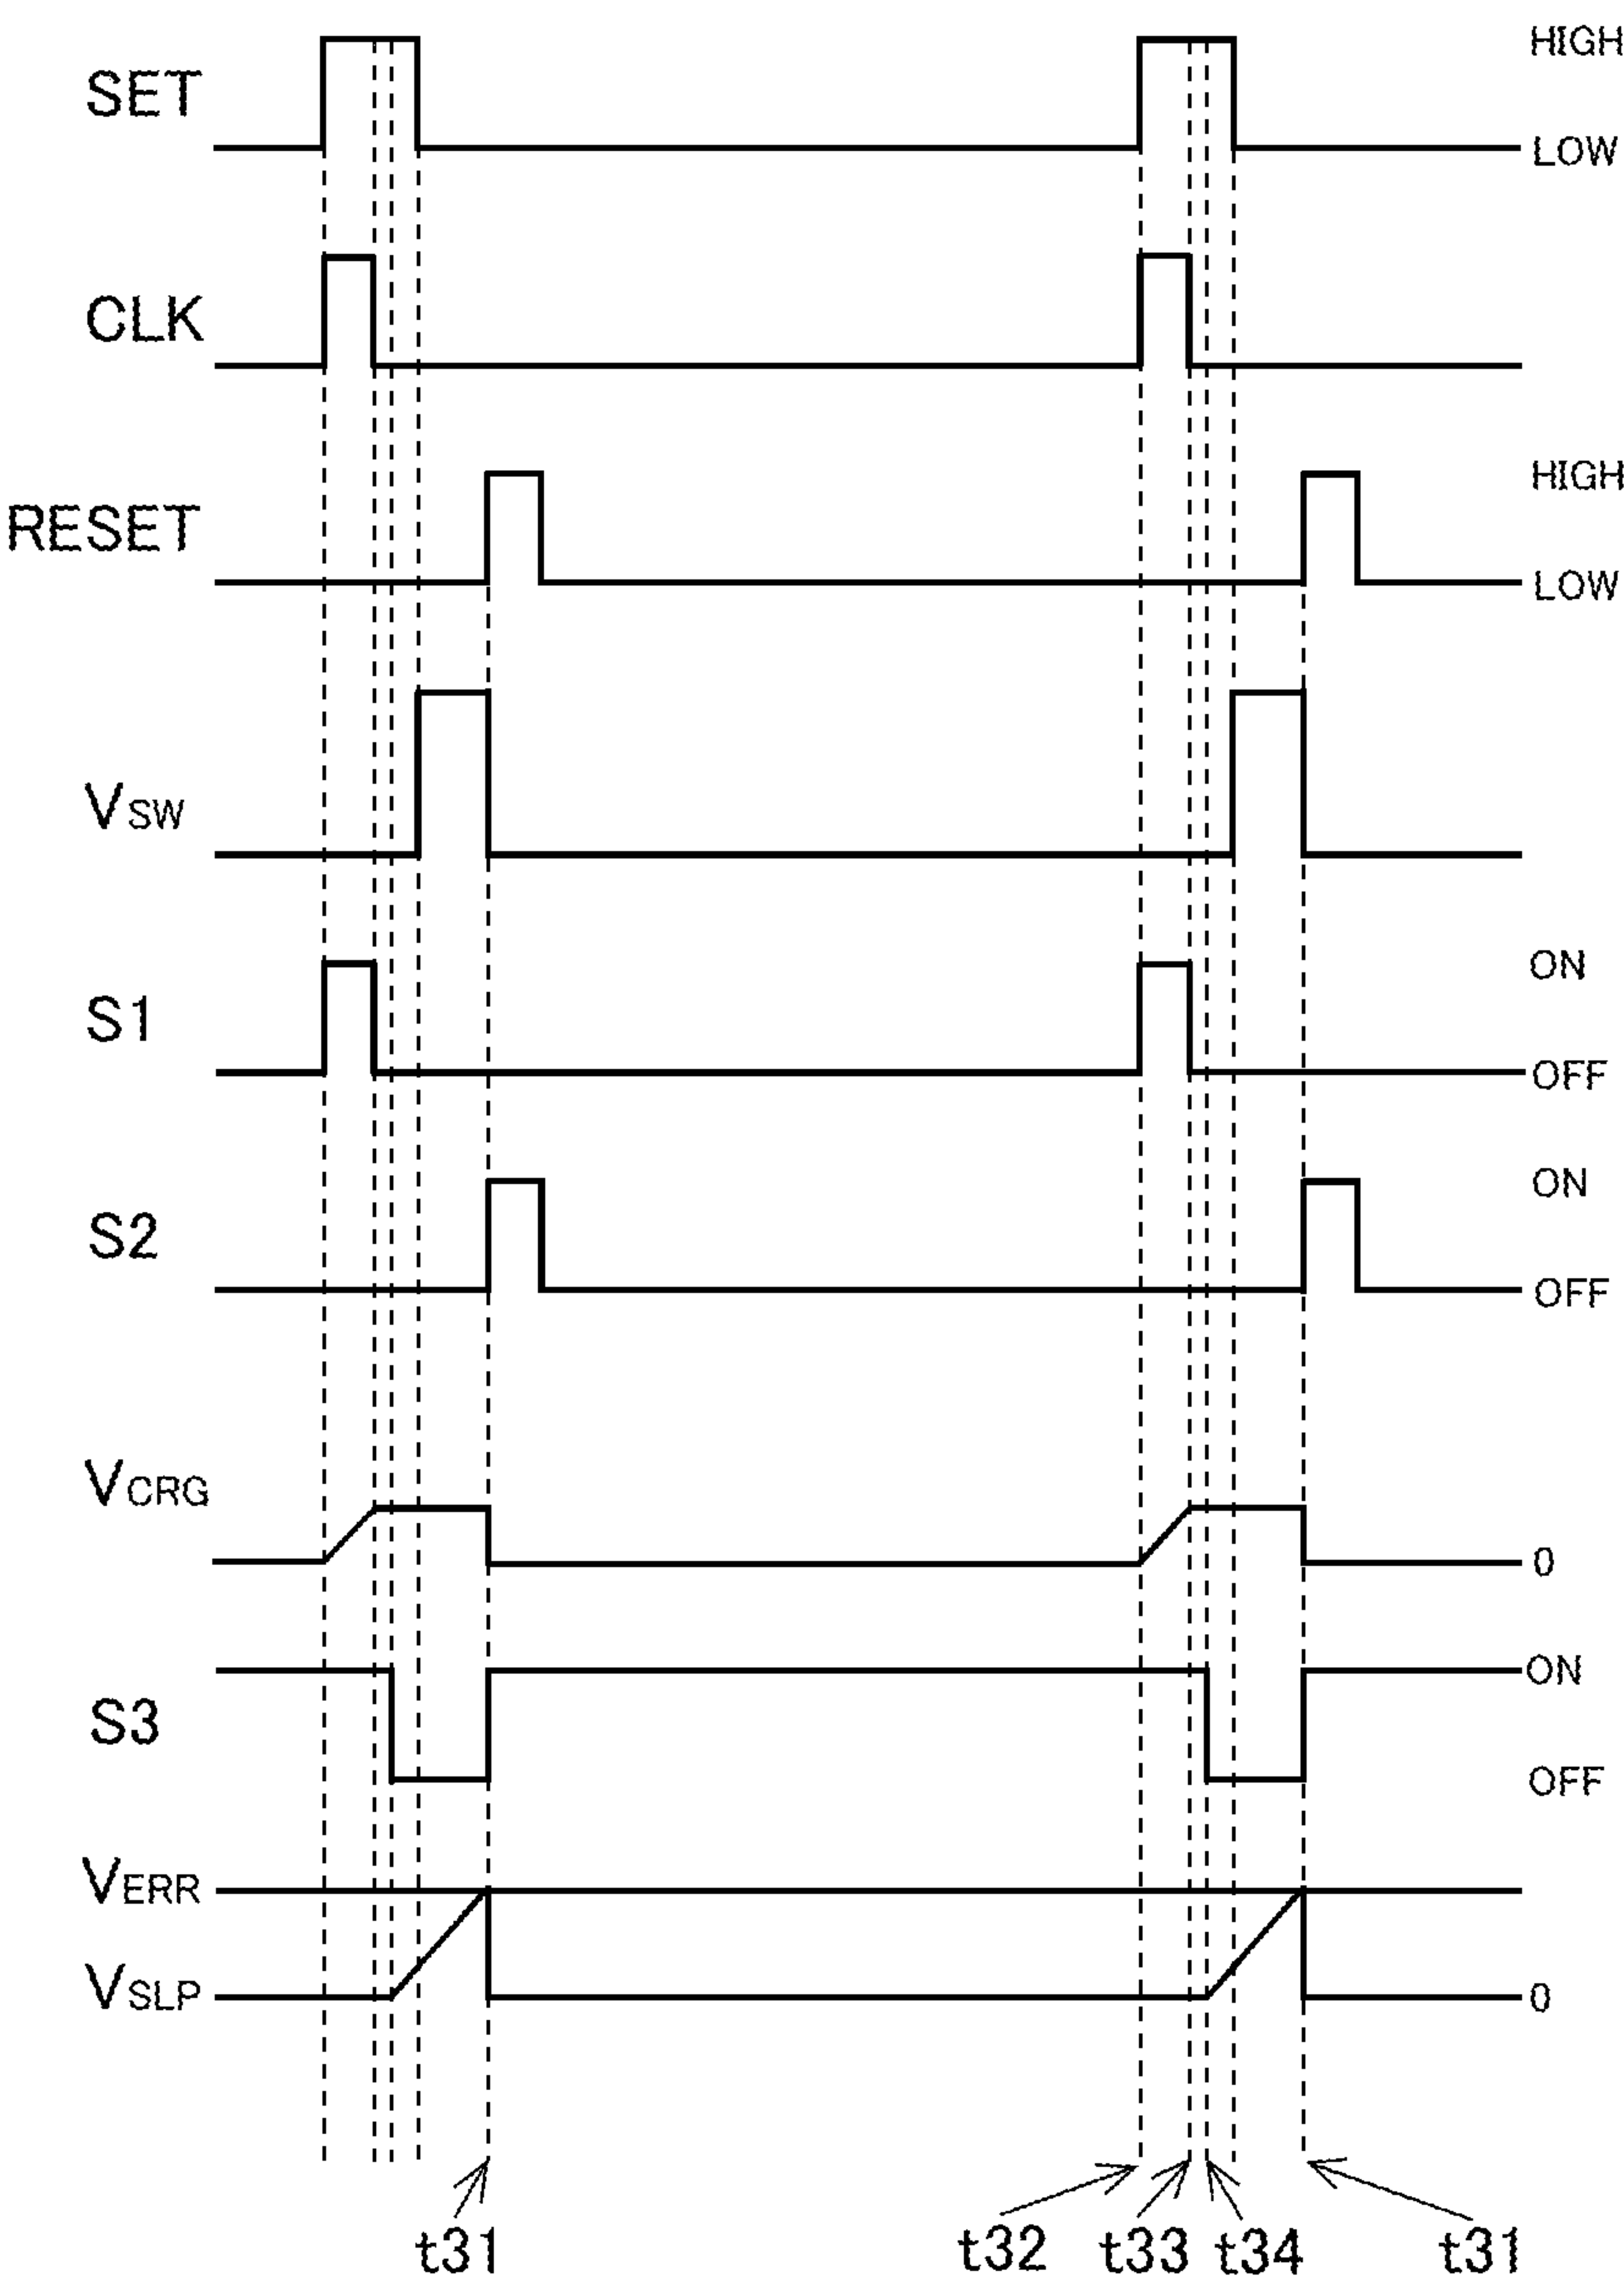 HIGH
SET
LOW
CLK
HIGH
RESET
LOW
VSW
ON
S1
OFF
ON
S2
OFF
VCRG
0
ON
S3
OFF
VERR
VSLP 0
t31 t32 t33 t34 t31